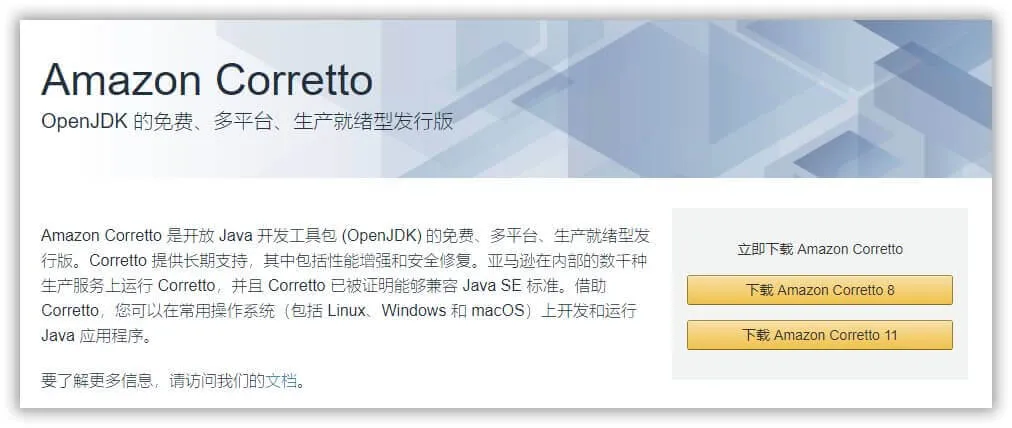 Amazon Corretto
OpenJDK 的免费、多平台、生产就绪型发行版
Amazon Corretto 是开放 Java 开发工具包 (OpenJDK) 的免费、多平台、生产就绪型发
行版。Corretto 提供长期支持，其中包括性能增强和安全修复。亚马逊在内部的数千种
生产服务上运行 Corretto，并且 Corretto 已被证明能够兼容 Java SE 标准。借助
Corretto，您可以在常用操作系统（包括 Linux、Windows 和 macOS）上开发和运行
Java 应用程序。
要了解更多信息，请访问我们的文档。
立即下载 Amazon Corretto
下载 Amazon Corretto 8
下载 Amazon Corretto 11